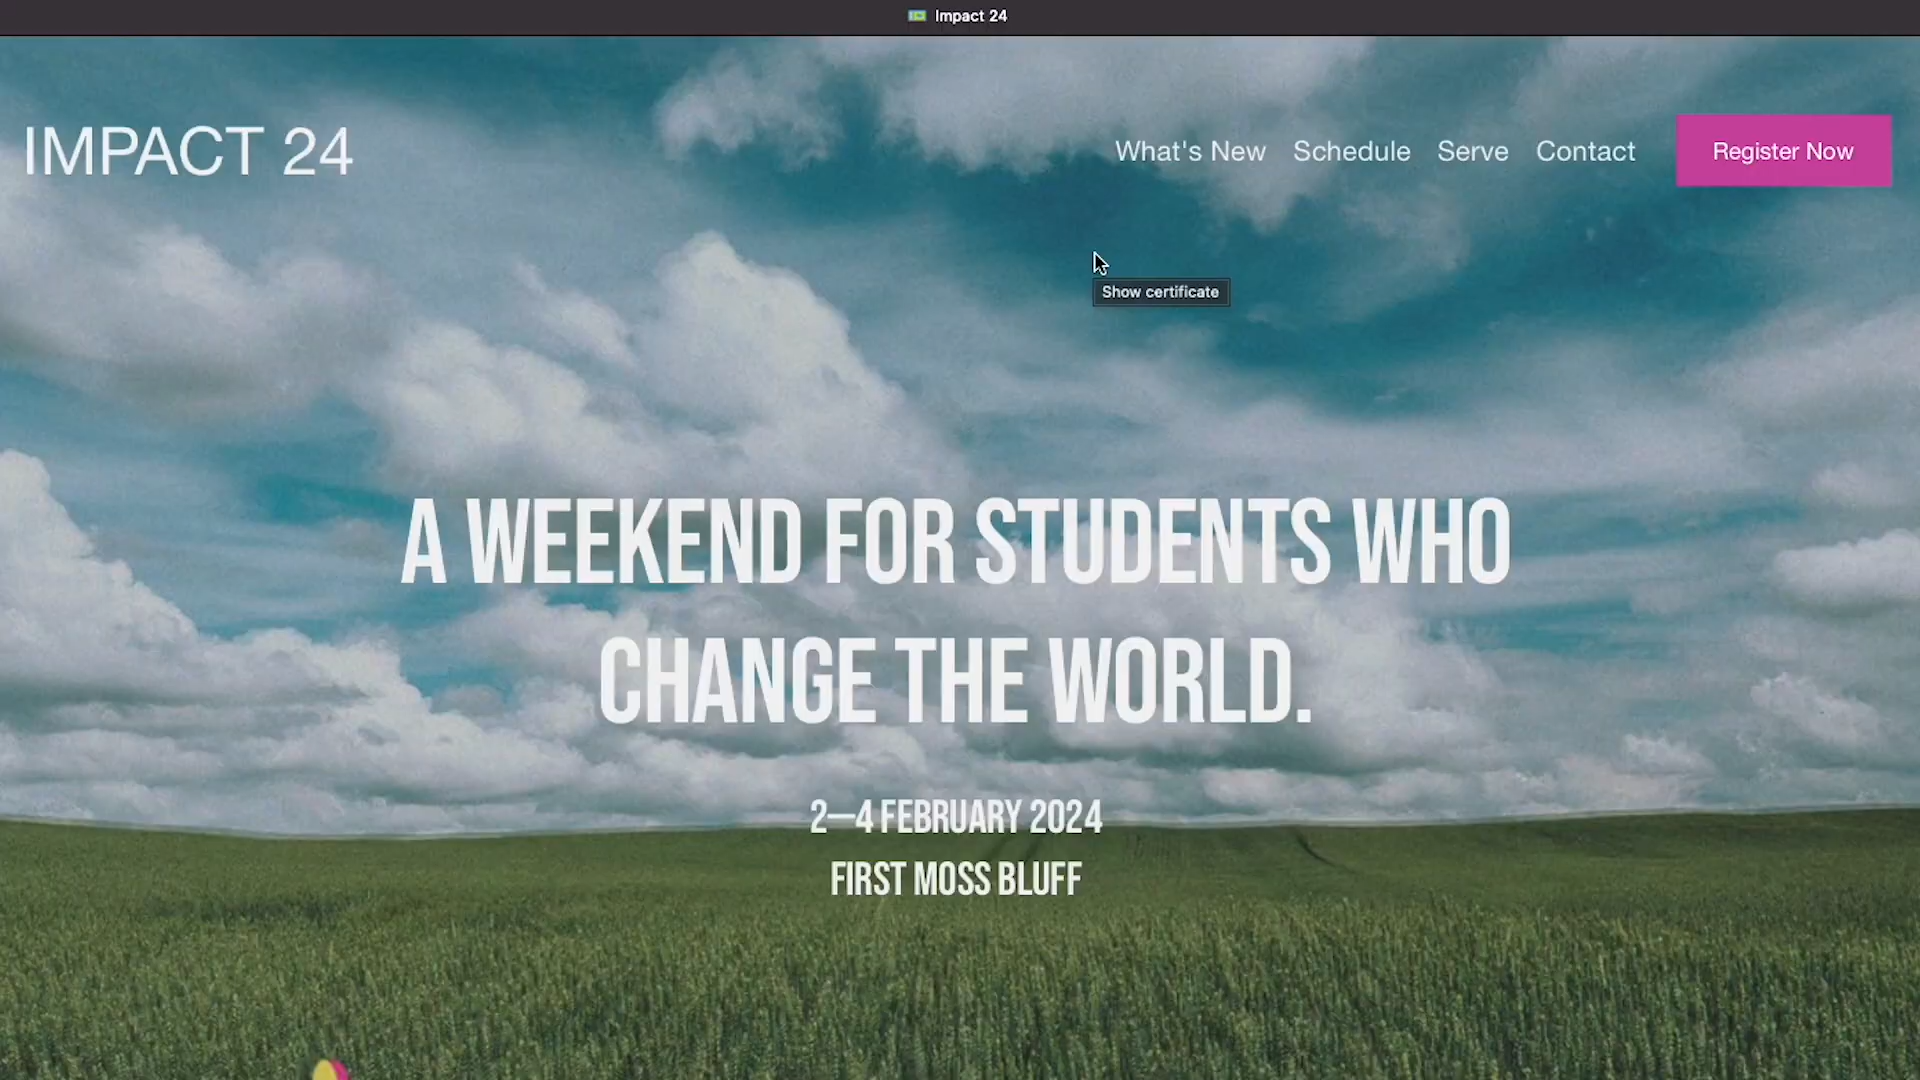 Impact 24
IMPACT 24
What's New
Schedule
Serve
Contact
Register Now
Show certificate
A WEEKEND FOR STUDENTS WHO
CHANGE THE WORLD.
2—4 FEBRUARY 2024
FIRST MOSS BLUFF